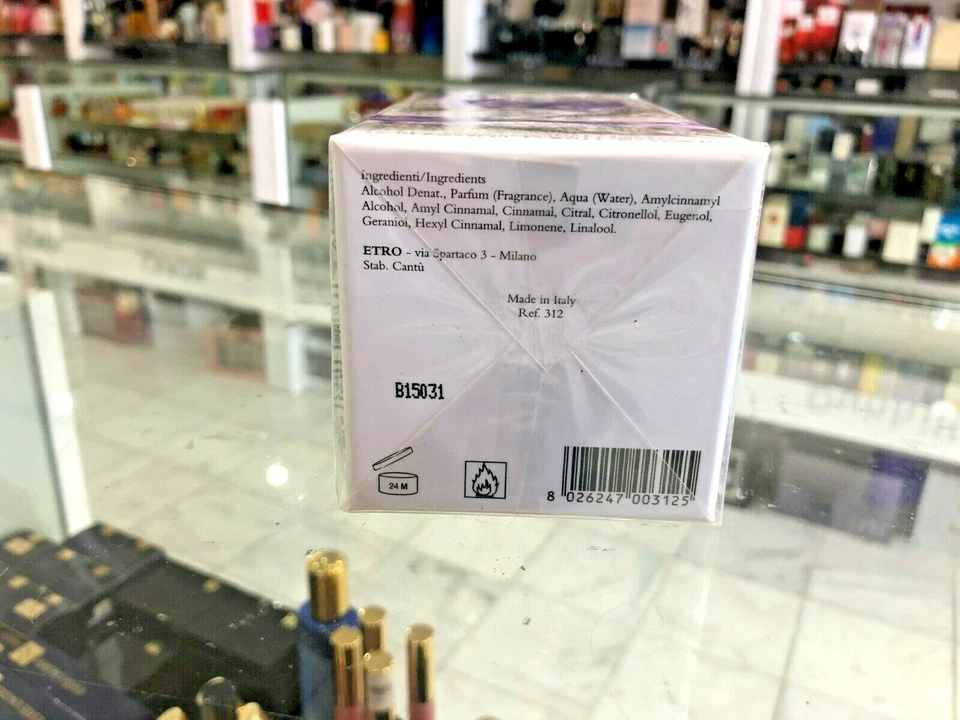 Ingredienti/Ingredients
Alcohol Denat., Parfum (Fragrance), Aqua (Water), Amylcinnamyl
Alcohol, Amyl Cinnamal, Cinnamal, Citral, Citronellol, Eugenol,
Geraniol, Hexyl Cinnamal, Limonene, Linalool.
ETRO - via Spartaco 3 - Milano
Stab. Cantù
Made in Italy
Ref. 312
B15031
24 M
8 026247 003125